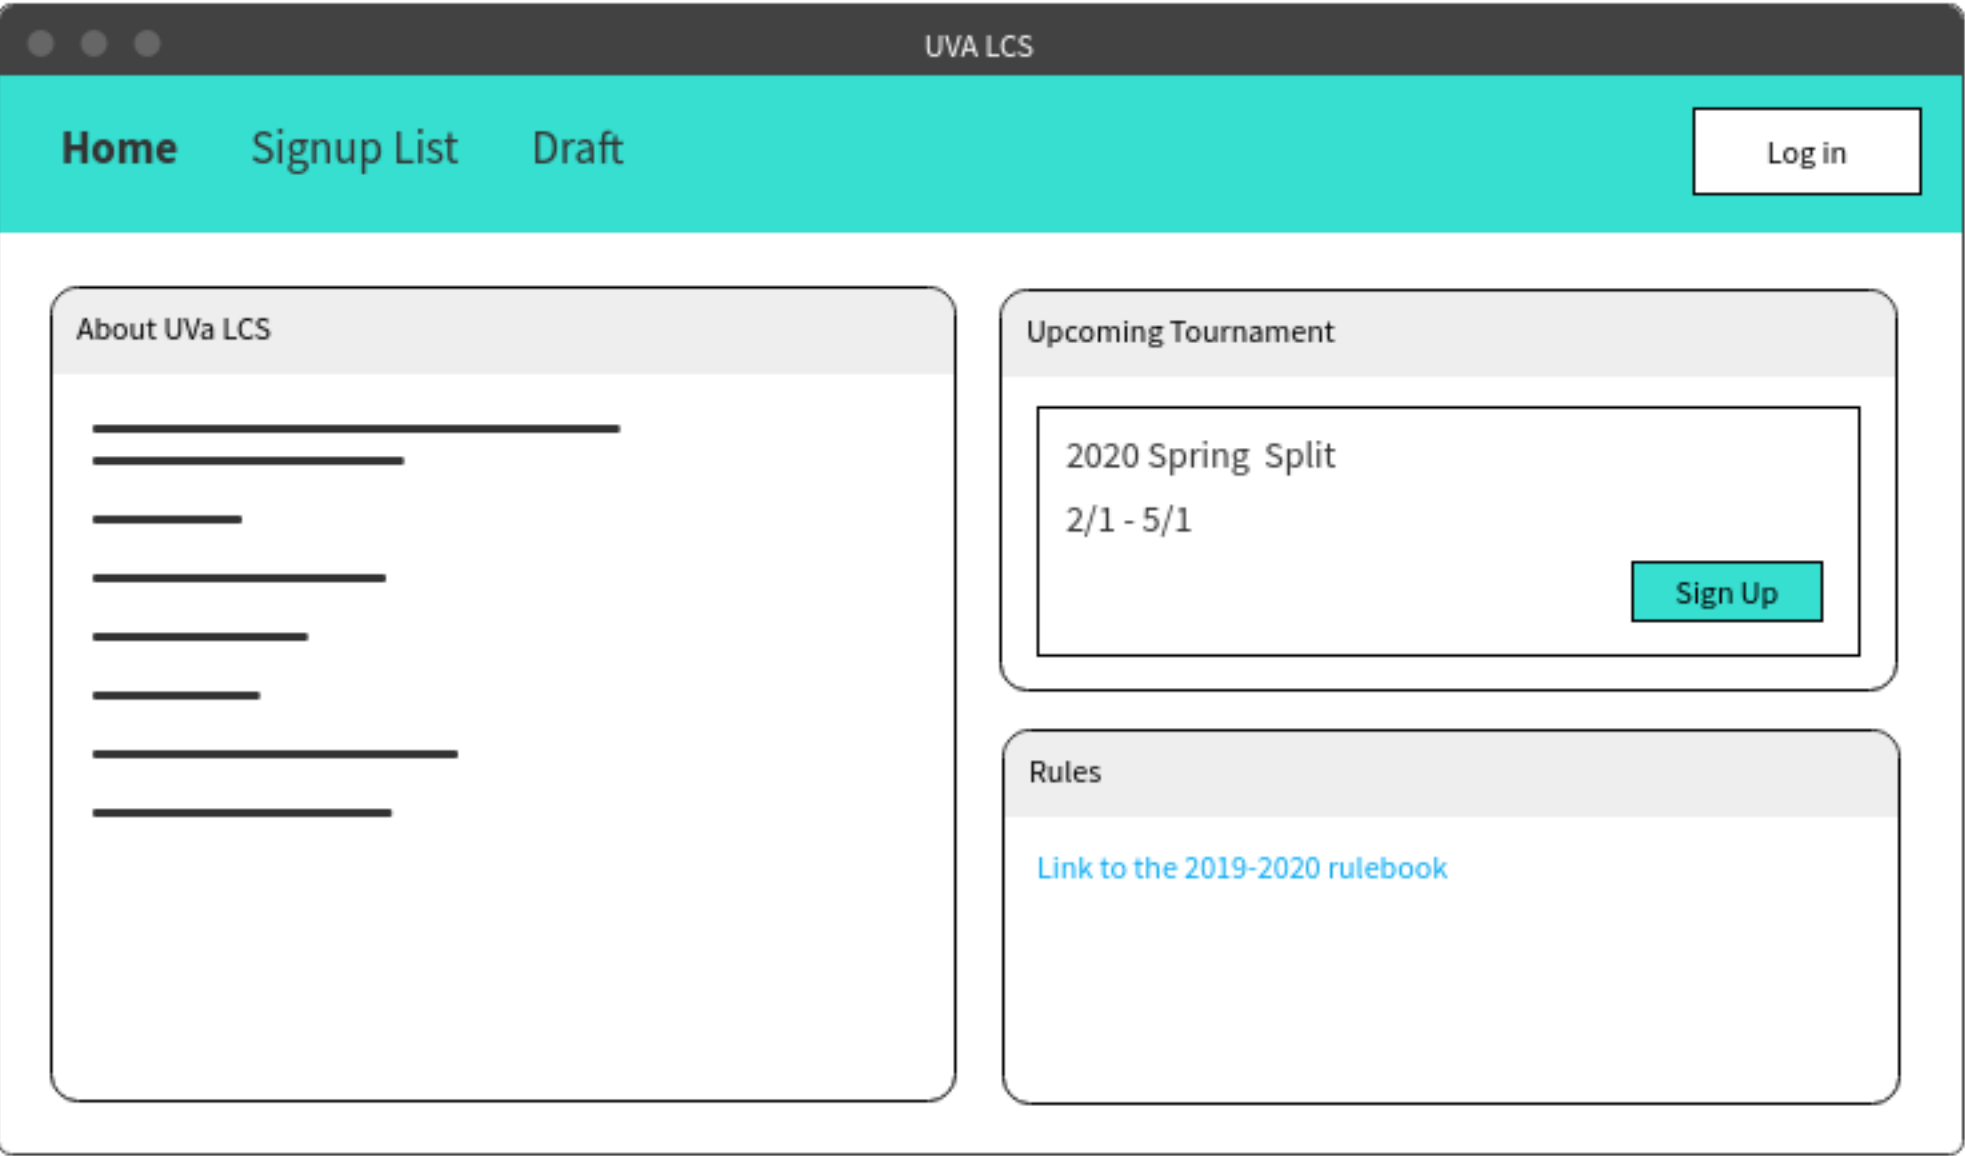 UVA LCS
Home Signup List Draft Log in
About UVa LCS
Upcoming Tournament
2020 Spring Split
2/1 - 5/1
Sign Up
Rules
Link to the 2019-2020 rulebook